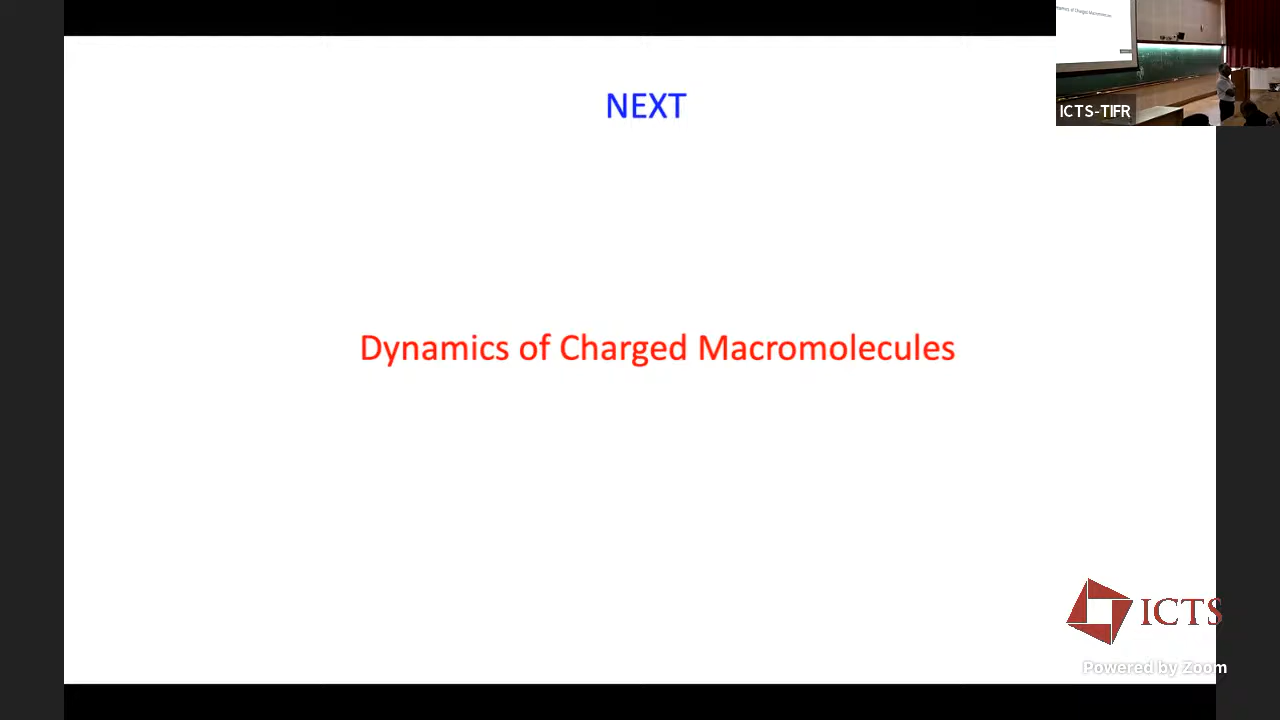 NEXT
Dynamics of Charged Macromolecules
ICTS-TIFR
ICTS
Powered by Zoom